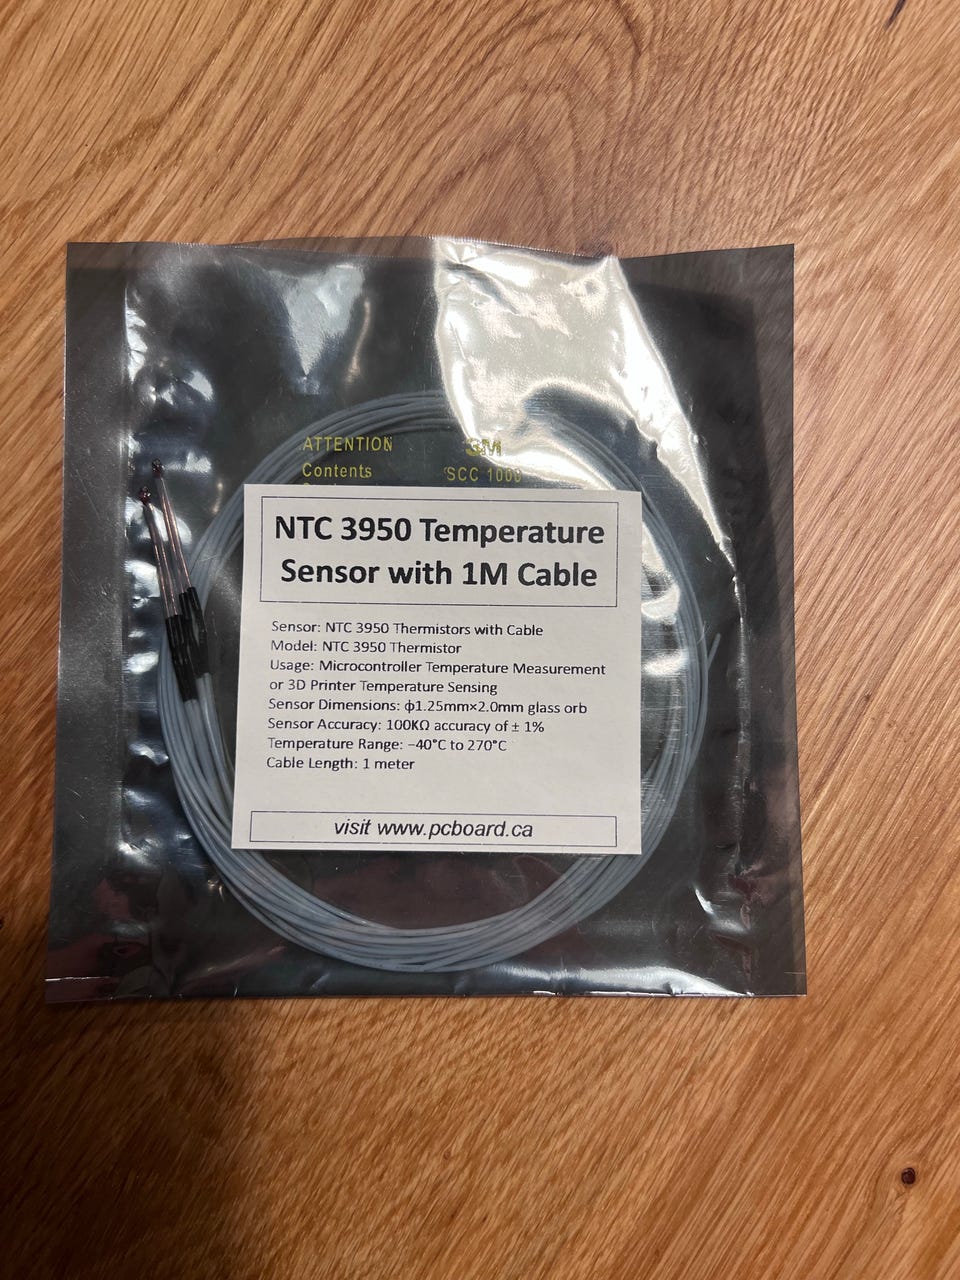 ATTENTION 3M
Contents SCC 1000
NTC 3950 Temperature
Sensor with 1M Cable
Sensor: NTC 3950 Thermistors with Cable
Model: NTC 3950 Thermistor
Usage: Microcontroller Temperature Measurement
or 3D Printer Temperature Sensing
Sensor Dimensions: ϕ1.25mm×2.0mm glass orb
Sensor Accuracy: 100KΩ accuracy of ± 1%
Temperature Range: −40°C to 270°C
Cable Length: 1 meter
visit www.pcboard.ca